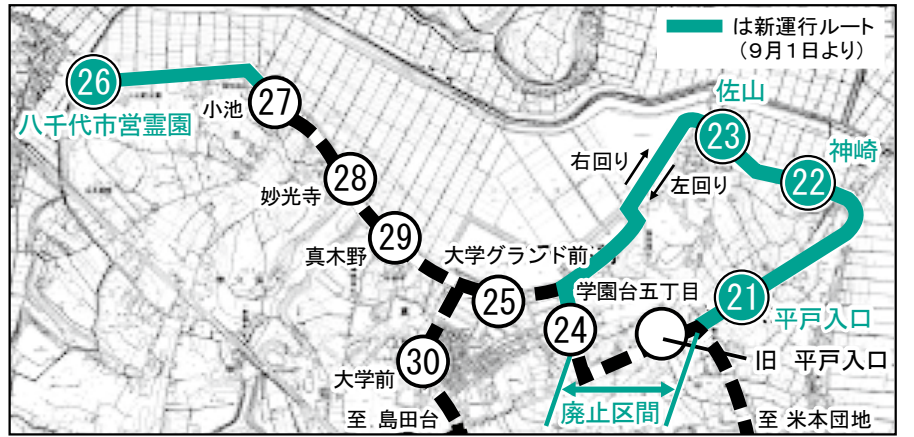 は新運行ルート
（９月１日より）
26
八千代市営霊園
27
小池
28
妙光寺
29
真木野
大学グランド前
25
30
大学前
至 島田台
右回り
左回り
佐山
23
神崎
22
21
平戸入口
学園台五丁目
24
旧 平戸入口
廃止区間
至 米本団地